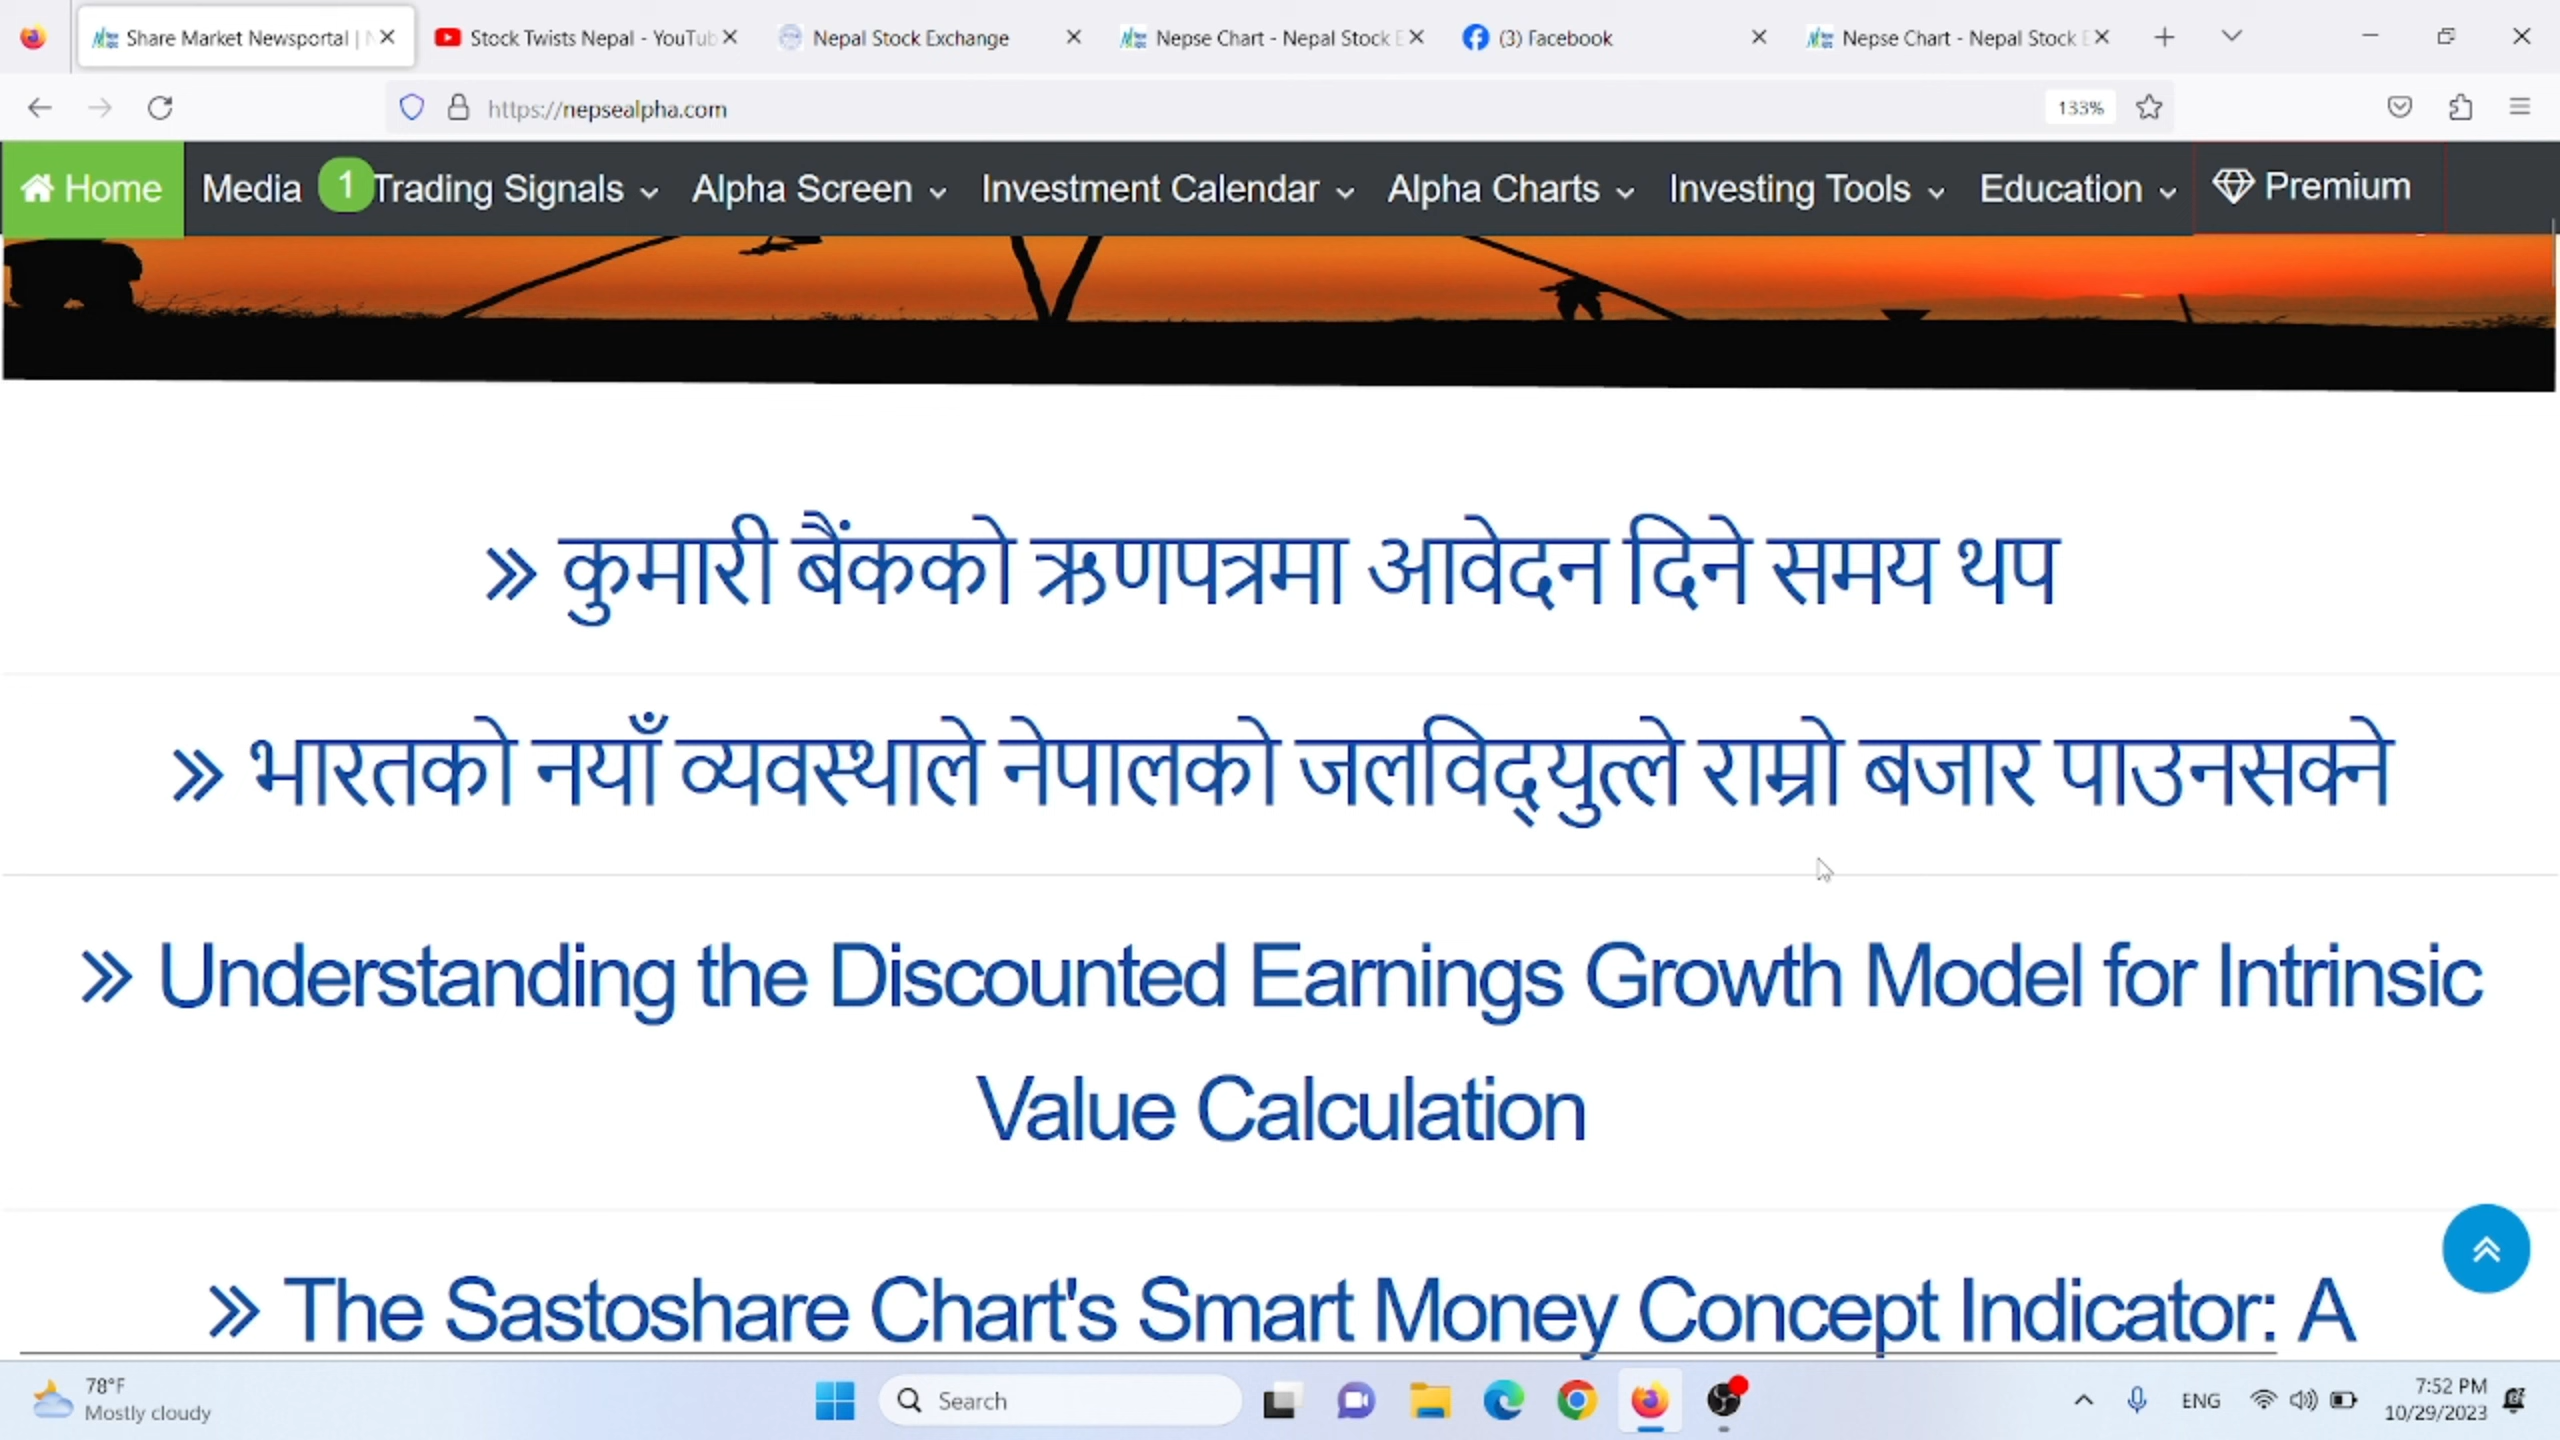 Share Market Newsportal |
Stock Twists Nepal - YouTub
Nepal Stock Exchange
Nepse Chart - Nepal Stock E
(3) Facebook
Nepse Chart - Nepal Stock E
https://nepsealpha.com
133%
Home
Media 1
Trading Signals
Alpha Screen
Investment Calendar
Alpha Charts
Investing Tools
Education
Premium
» कुमारी बैंकको ऋणपत्रमा आवेदन दिने समय थप
» भारतको नयाँ व्यवस्थाले नेपालको जलविद्युत्ले राम्रो बजार पाउनसक्ने
» Understanding the Discounted Earnings Growth Model for Intrinsic
Value Calculation
» The Sastoshare Chart's Smart Money Concept Indicator: A
78°F
Mostly cloudy
Search
ENG
7:52 PM
10/29/2023